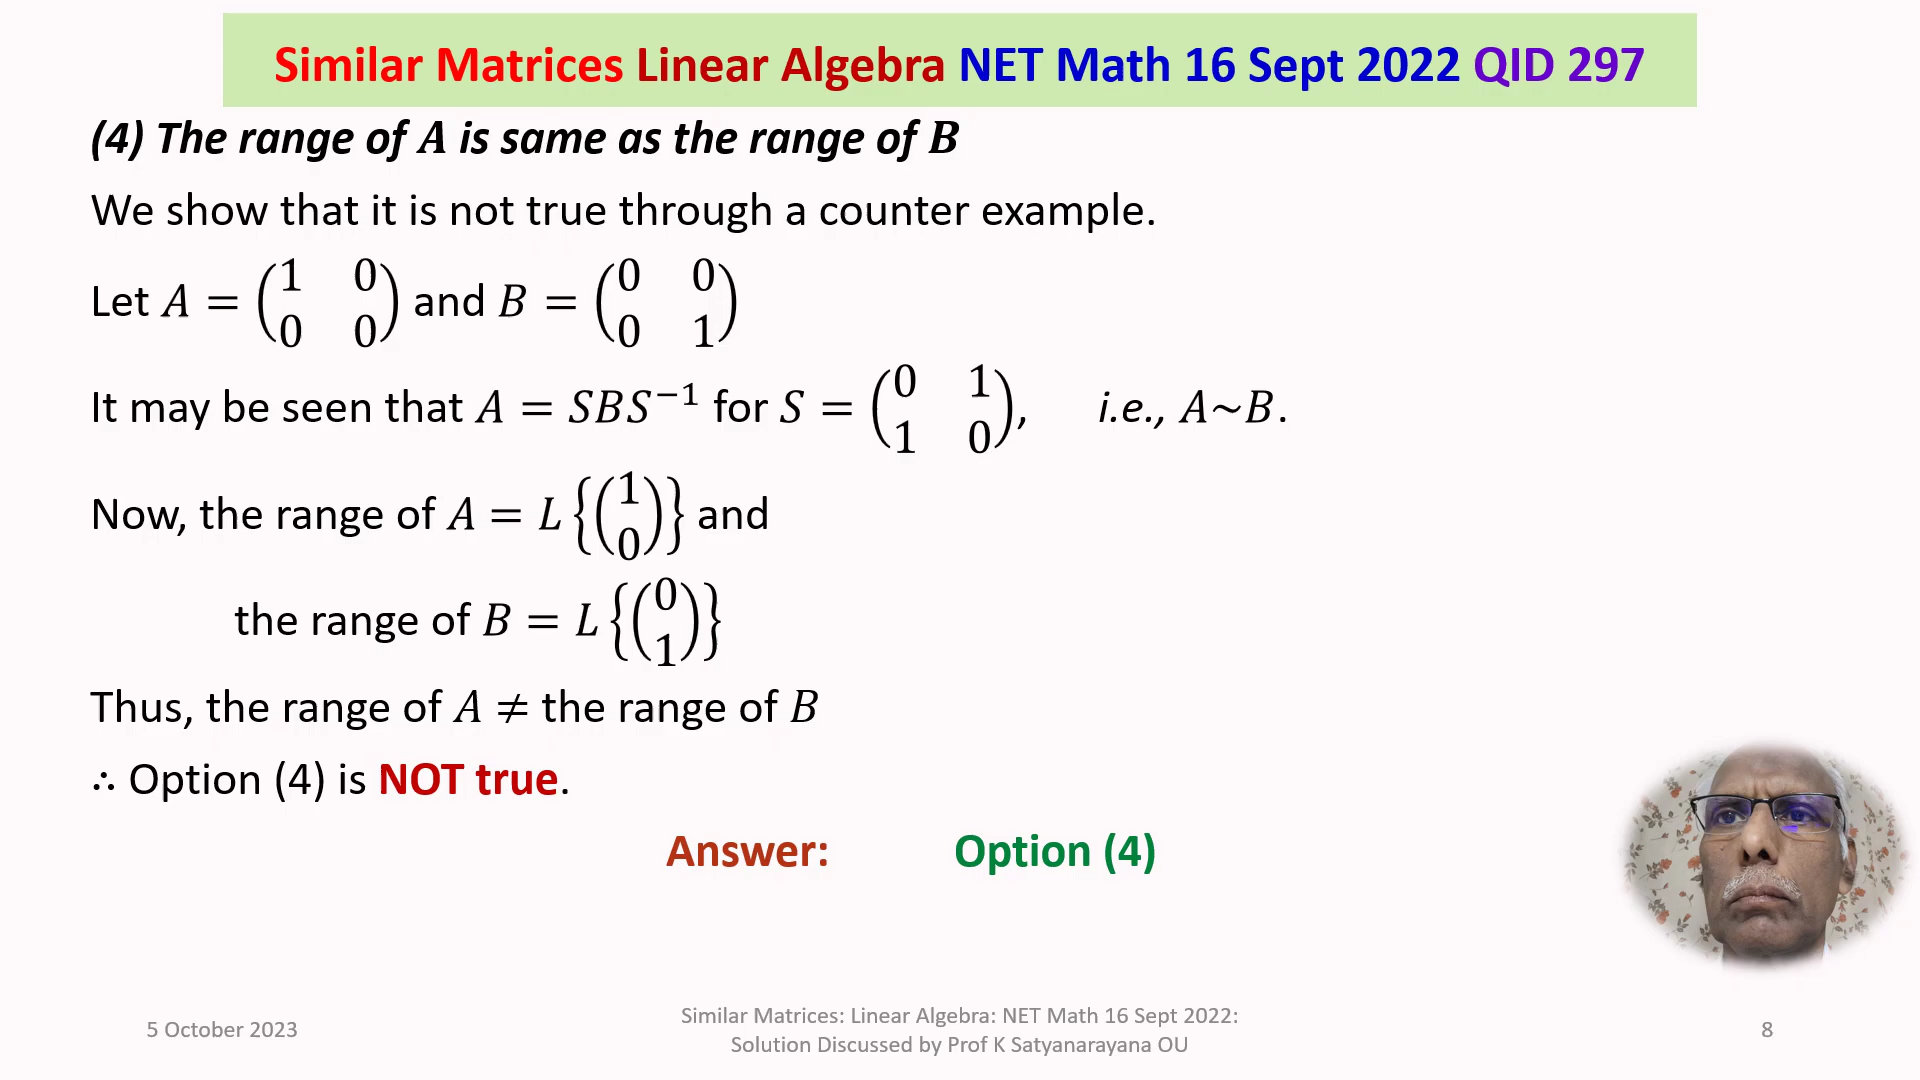 Similar Matrices Linear Algebra NET Math 16 Sept 2022 QID 297
(4) The range of A is same as the range of B
We show that it is not true through a counter example.
Let A = (1 0; 0 0) and B = (0 0; 0 1)
It may be seen that A = SBS⁻¹ for S = (0 1; 1 0), i.e., A~B.
Now, the range of A = L {(1; 0)} and
the range of B = L {(0; 1)}
Thus, the range of A ≠ the range of B
∴ Option (4) is NOT true.
Answer: Option (4)
5 October 2023
Similar Matrices: Linear Algebra: NET Math 16 Sept 2022:
Solution Discussed by Prof K Satyanarayana OU
8